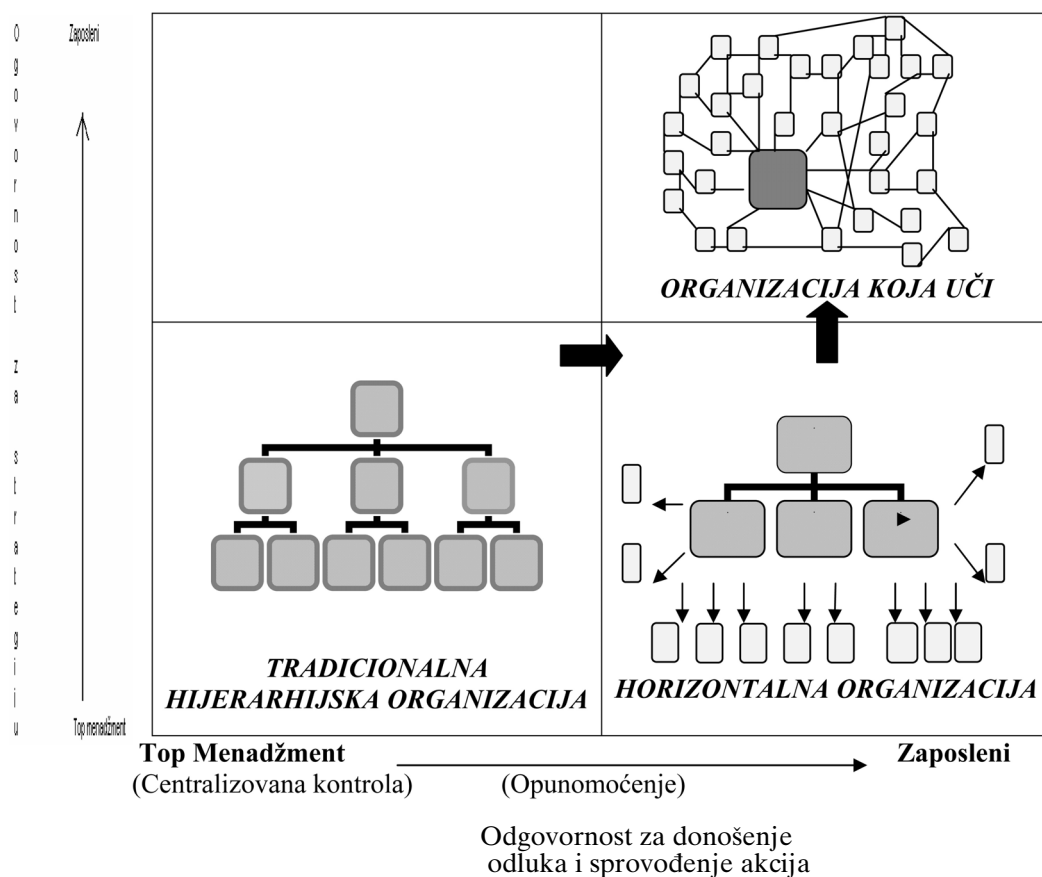 Odgovornost za strategiju
Zaposleni
Top menadžment
ORGANIZACIJA KOJA UČI
TRADICIONALNA
HIJERARHIJSKA ORGANIZACIJA
HORIZONTALNA ORGANIZACIJA
Top Menadžment
Zaposleni
(Centralizovana kontrola)
(Opunomoćenje)
Odgovornost za donošenje
odluka i sprovođenje akcija